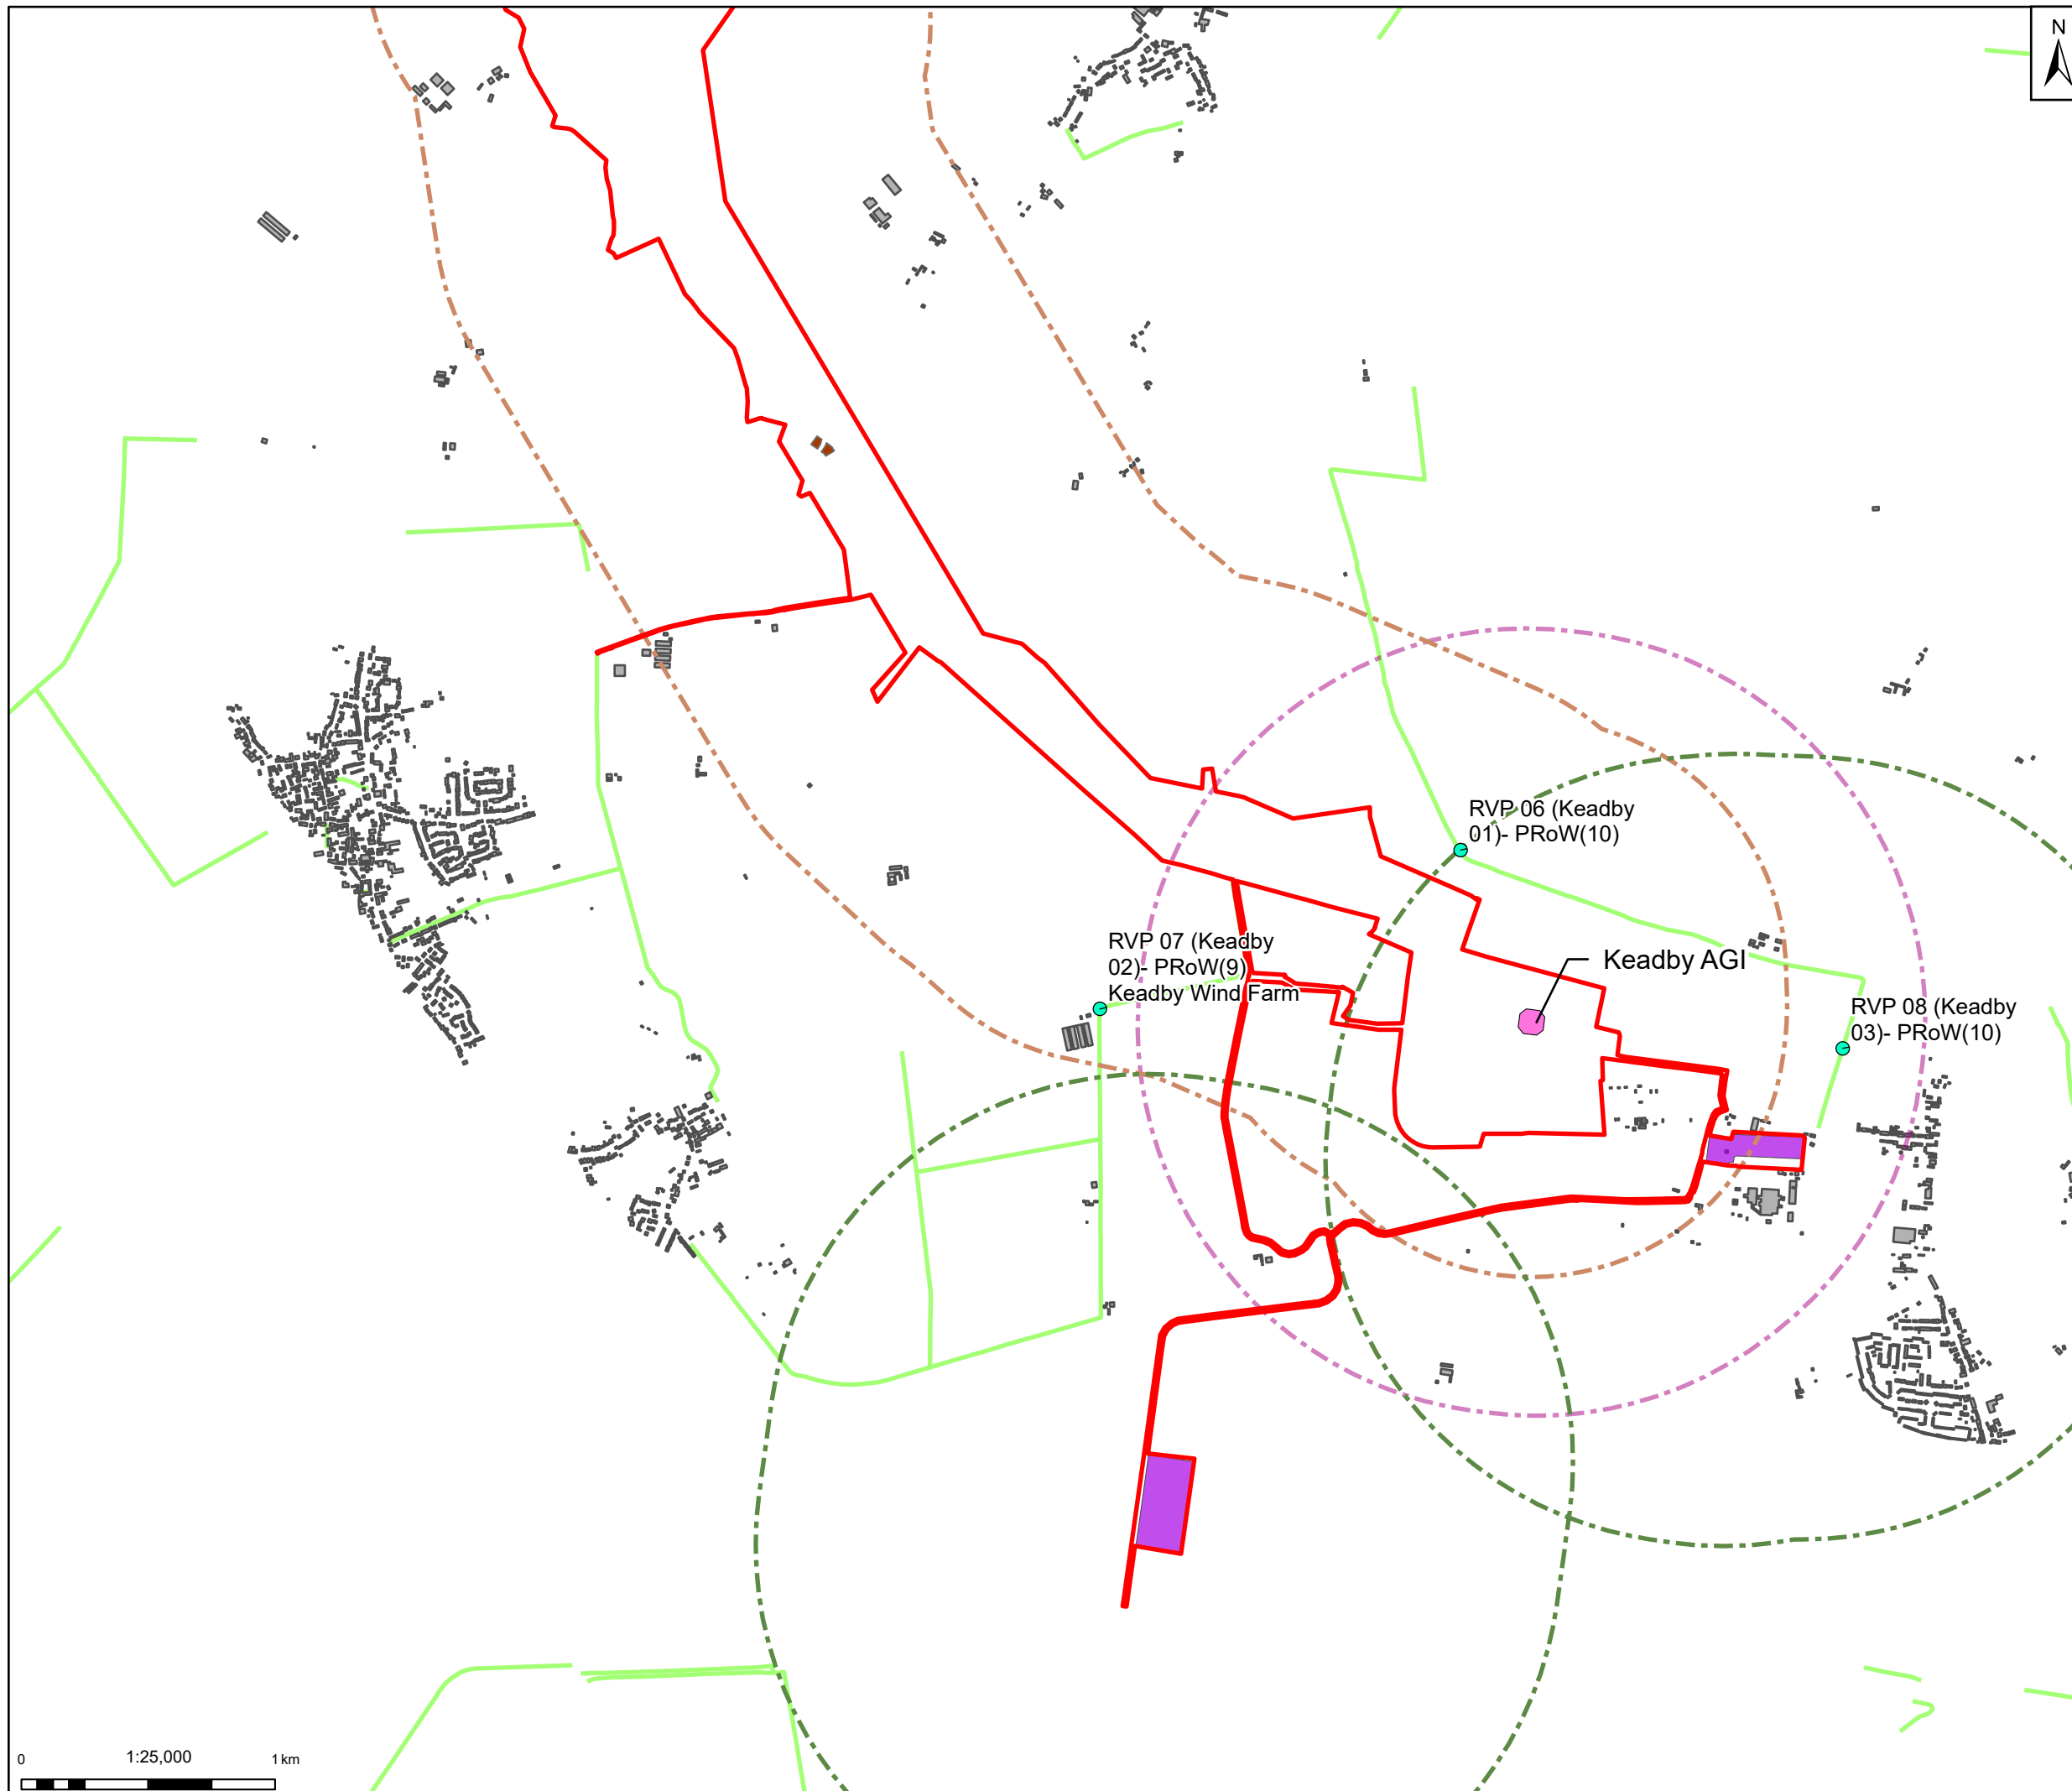 N
RVP 06 (Keadby
01)- PRoW(10)
RVP 07 (Keadby
02)- PRoW(9)
Keadby Wind Farm
Keadby AGI
RVP 08 (Keadby
03)- PRoW(10)
0
1:25,000
1 km